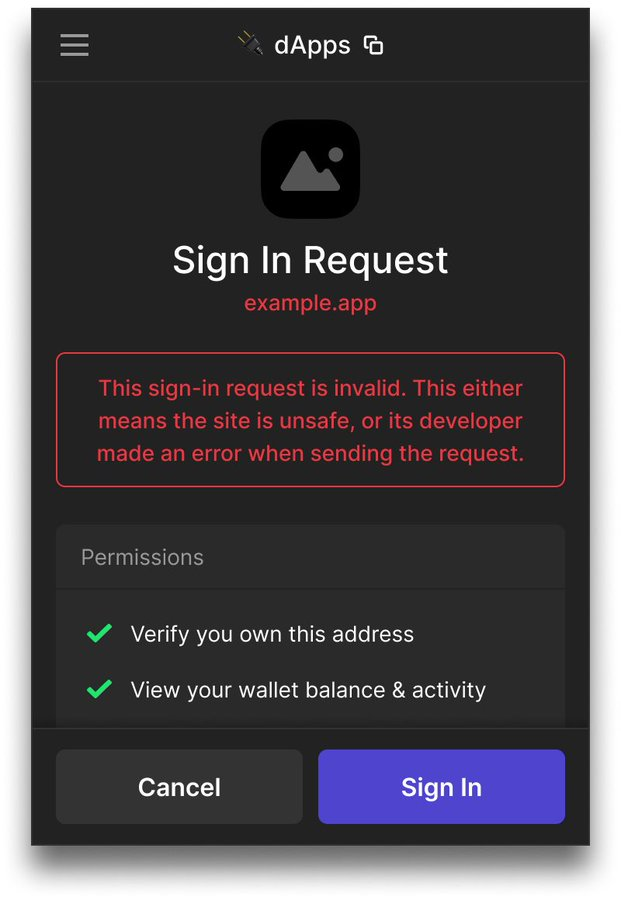 dApps
Sign In Request
example.app
This sign-in request is invalid. This either
means the site is unsafe, or its developer
made an error when sending the request.
Permissions
Verify you own this address
View your wallet balance & activity
Cancel
Sign In